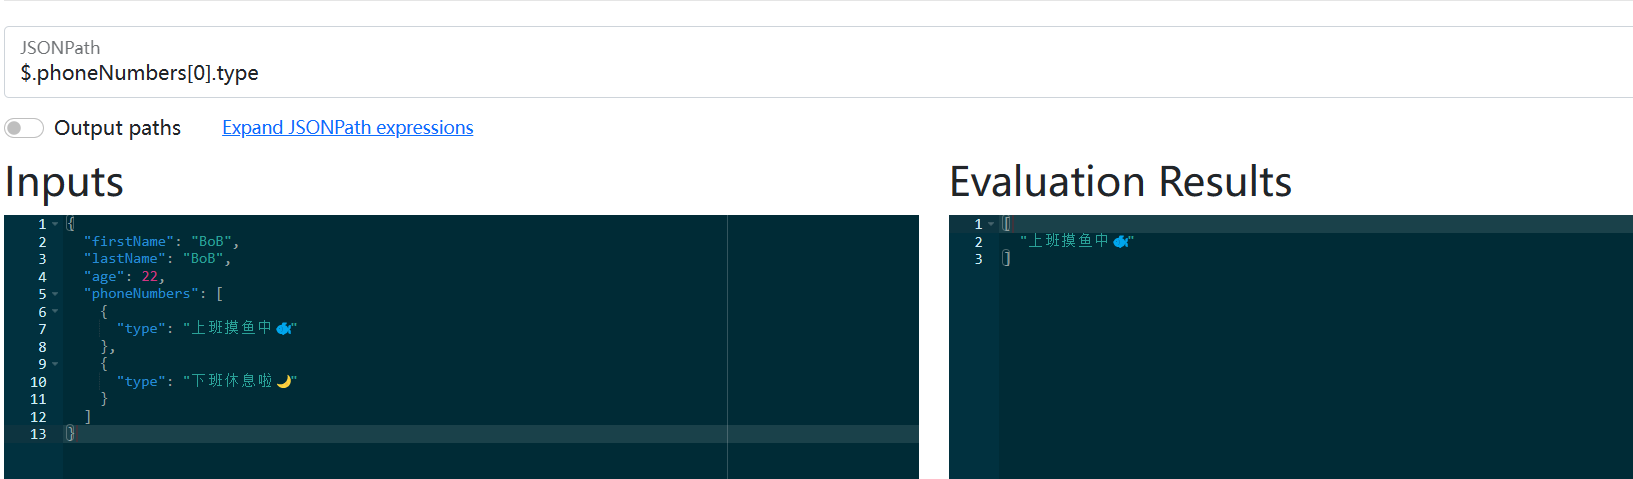 JSONPath
$.phoneNumbers[0].type
Output paths Expand JSONPath expressions
Inputs
1 {
2 "firstName": "BoB",
3 "lastName": "BoB",
4 "age": 22,
5 "phoneNumbers": [
6 {
7 "type": "上班摸鱼中🐟"
8 },
9 {
10 "type": "下班休息啦🌙"
11 }
12 ]
13 }
Evaluation Results
1 [
2 "上班摸鱼中🐟"
3 ]